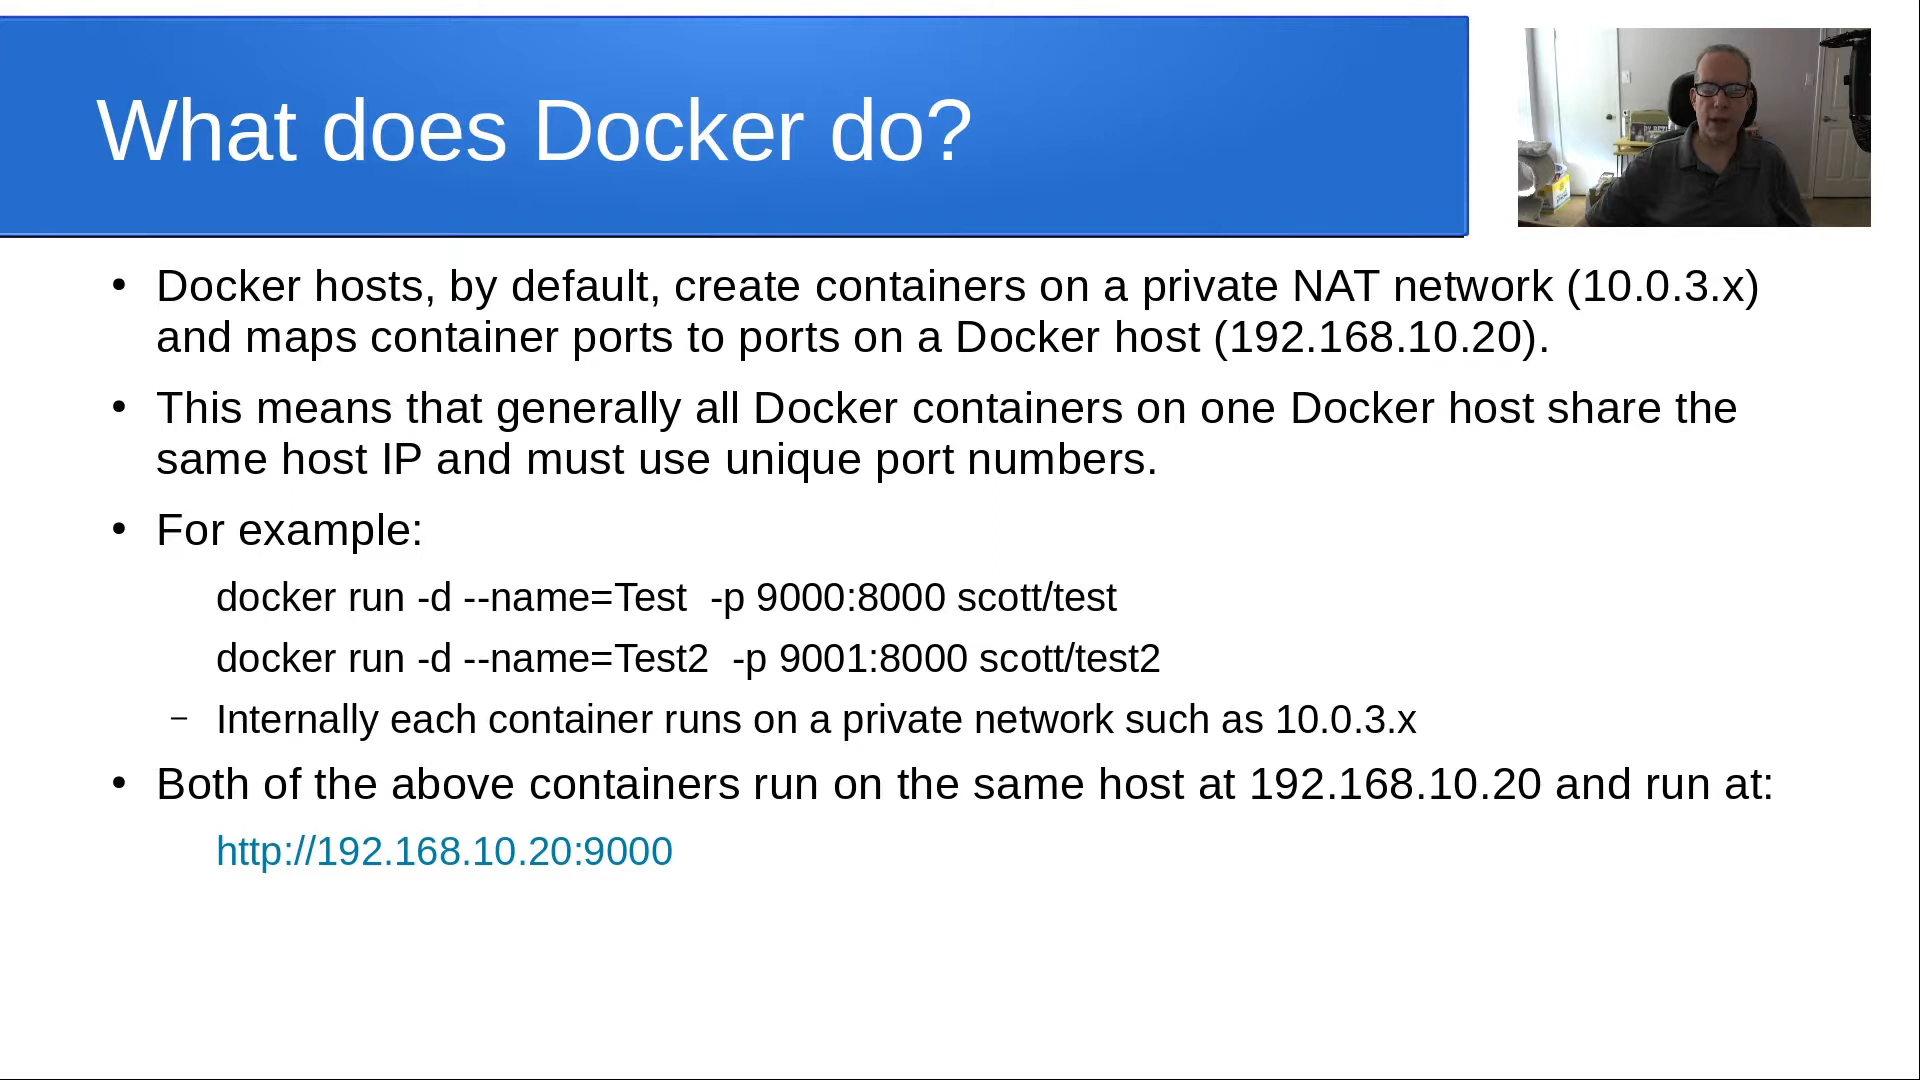 What does Docker do?
• Docker hosts, by default, create containers on a private NAT network (10.0.3.x)
and maps container ports to ports on a Docker host (192.168.10.20).
• This means that generally all Docker containers on one Docker host share the
same host IP and must use unique port numbers.
• For example:
docker run -d --name=Test  -p 9000:8000 scott/test
docker run -d --name=Test2  -p 9001:8000 scott/test2
– Internally each container runs on a private network such as 10.0.3.x
• Both of the above containers run on the same host at 192.168.10.20 and run at:
http://192.168.10.20:9000